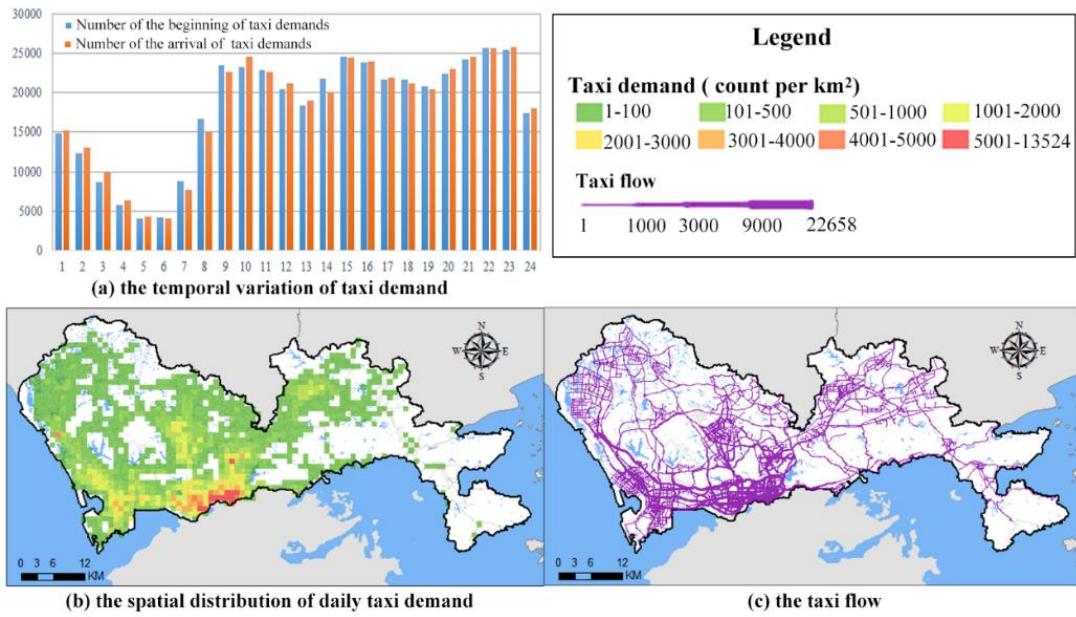 Number of the beginning of taxi demands
Number of the arrival of taxi demands
30000
25000
20000
15000
10000
5000
0
1 2 3 4 5 6 7 8 9 10 11 12 13 14 15 16 17 18 19 20 21 22 23 24
(a) the temporal variation of taxi demand
Legend
Taxi demand ( count per km²)
1-100 101-500 501-1000 1001-2000
2001-3000 3001-4000 4001-5000 5001-13524
Taxi flow
1 1000 3000 9000 22658
N
W E
S
0 3 6 12
KM
(b) the spatial distribution of daily taxi demand
N
W E
S
0 3 6 12
KM
(c) the taxi flow